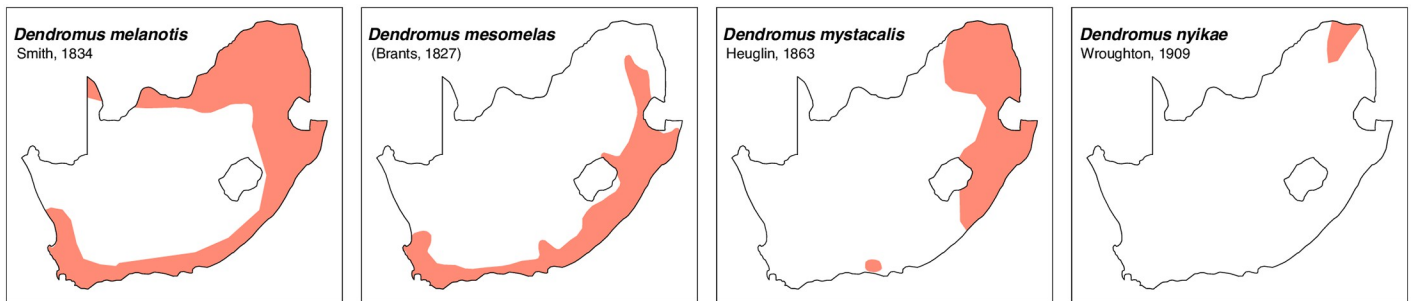 Dendromus melanotis
Smith, 1834
Dendromus mesomelas
(Brants, 1827)
Dendromus mystacalis
Heuglin, 1863
Dendromus nyikae
Wroughton, 1909